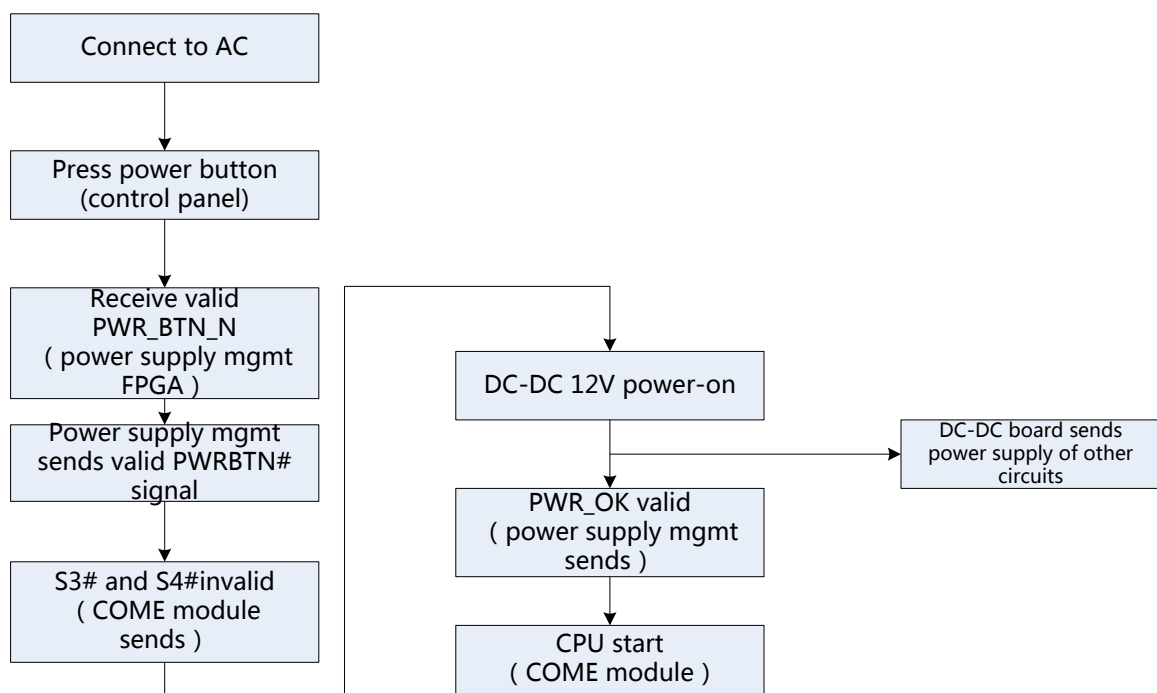 Connect to AC
Press power button
(control panel)
Receive valid
PWR_BTN_N
( power supply mgmt
FPGA )
Power supply mgmt
sends valid PWRBTN#
signal
S3# and S4#invalid
( COME module
sends )
DC-DC 12V power-on
DC-DC board sends
power supply of other
circuits
PWR_OK valid
( power supply mgmt
sends )
CPU start
( COME module )